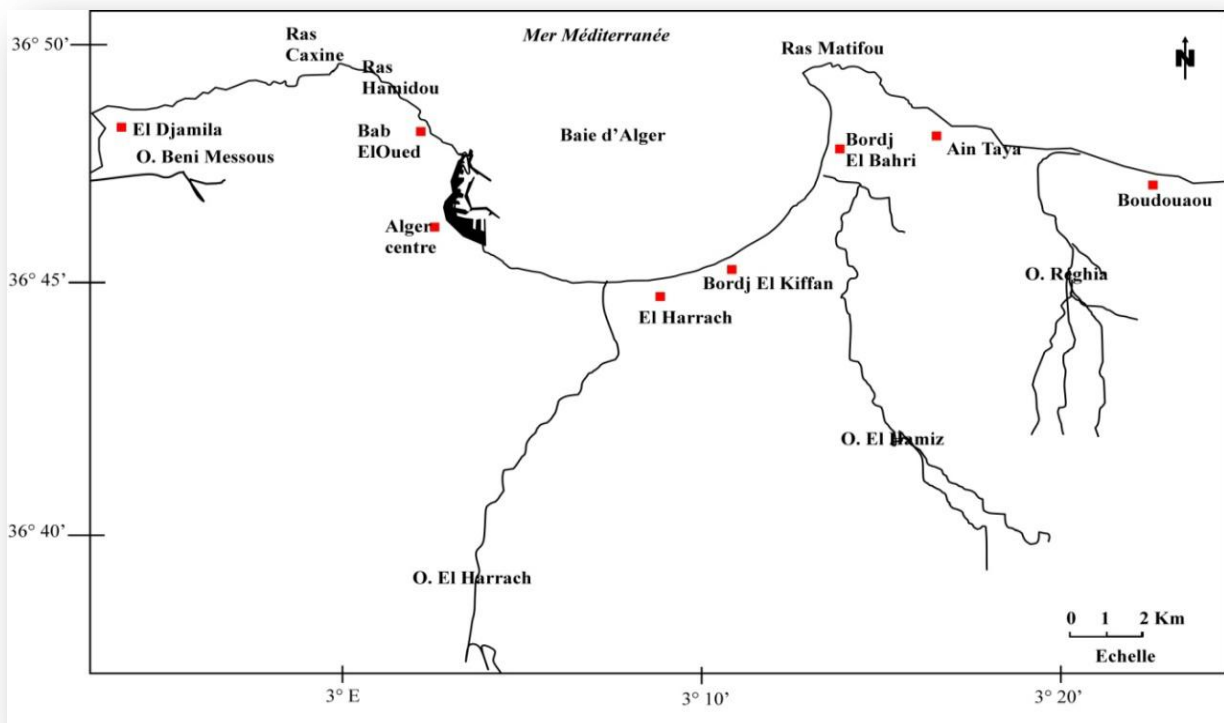 36° 50’
Ras
Caxine
Mer Méditerranée
Ras Matifou
N
Ras
Hamidou
El Djamila
Bab
ElOued
Baie d’Alger
Bordj
El Bahri
Ain Taya
O. Beni Messous
Boudouaou
Alger
centre
36° 45’
O. Reghia
Bordj El Kiffan
El Harrach
O. El Hamiz
36° 40’
O. El Harrach
0 1 2 Km
Echelle
3° E
3° 10’
3° 20’